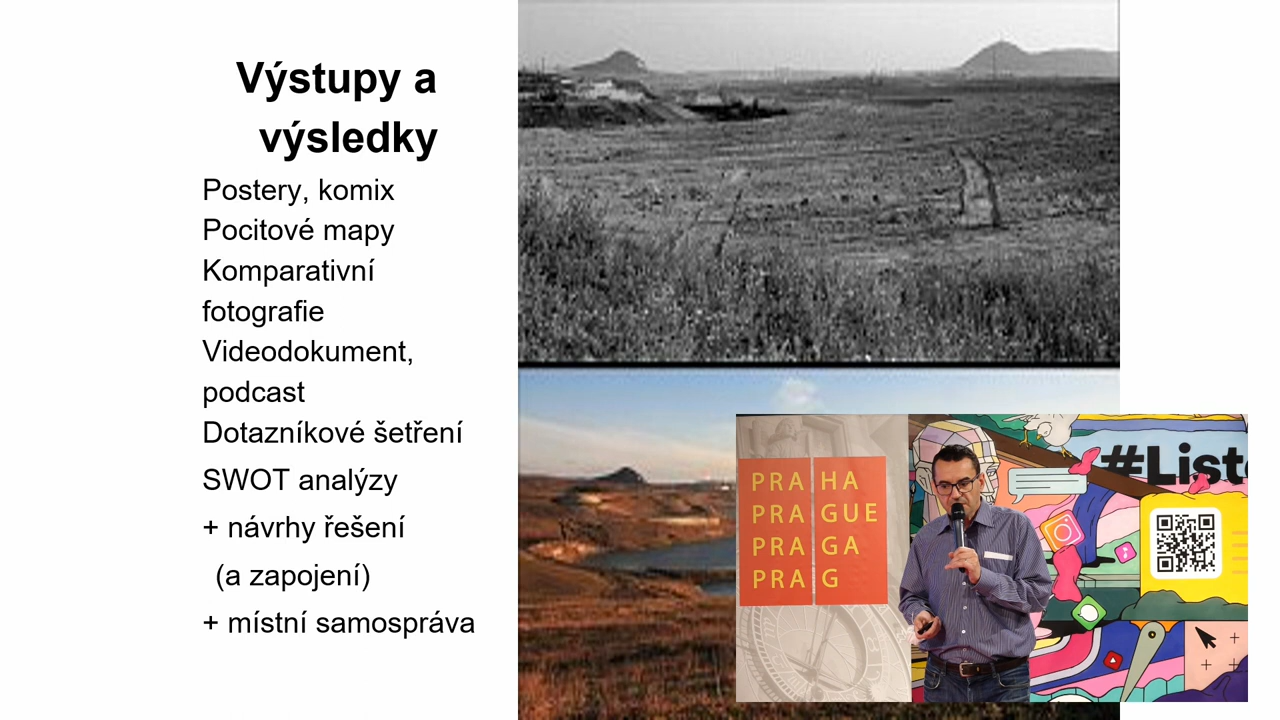 Výstupy a
výsledky
Postery, komix
Pocitové mapy
Komparativní
fotografie
Videodokument,
podcast
Dotazníkové šetření
SWOT analýzy
+ návrhy řešení
(a zapojení)
+ místní samospráva
PRA HA
PRA GUE
PRA GA
PRA G
#Liste